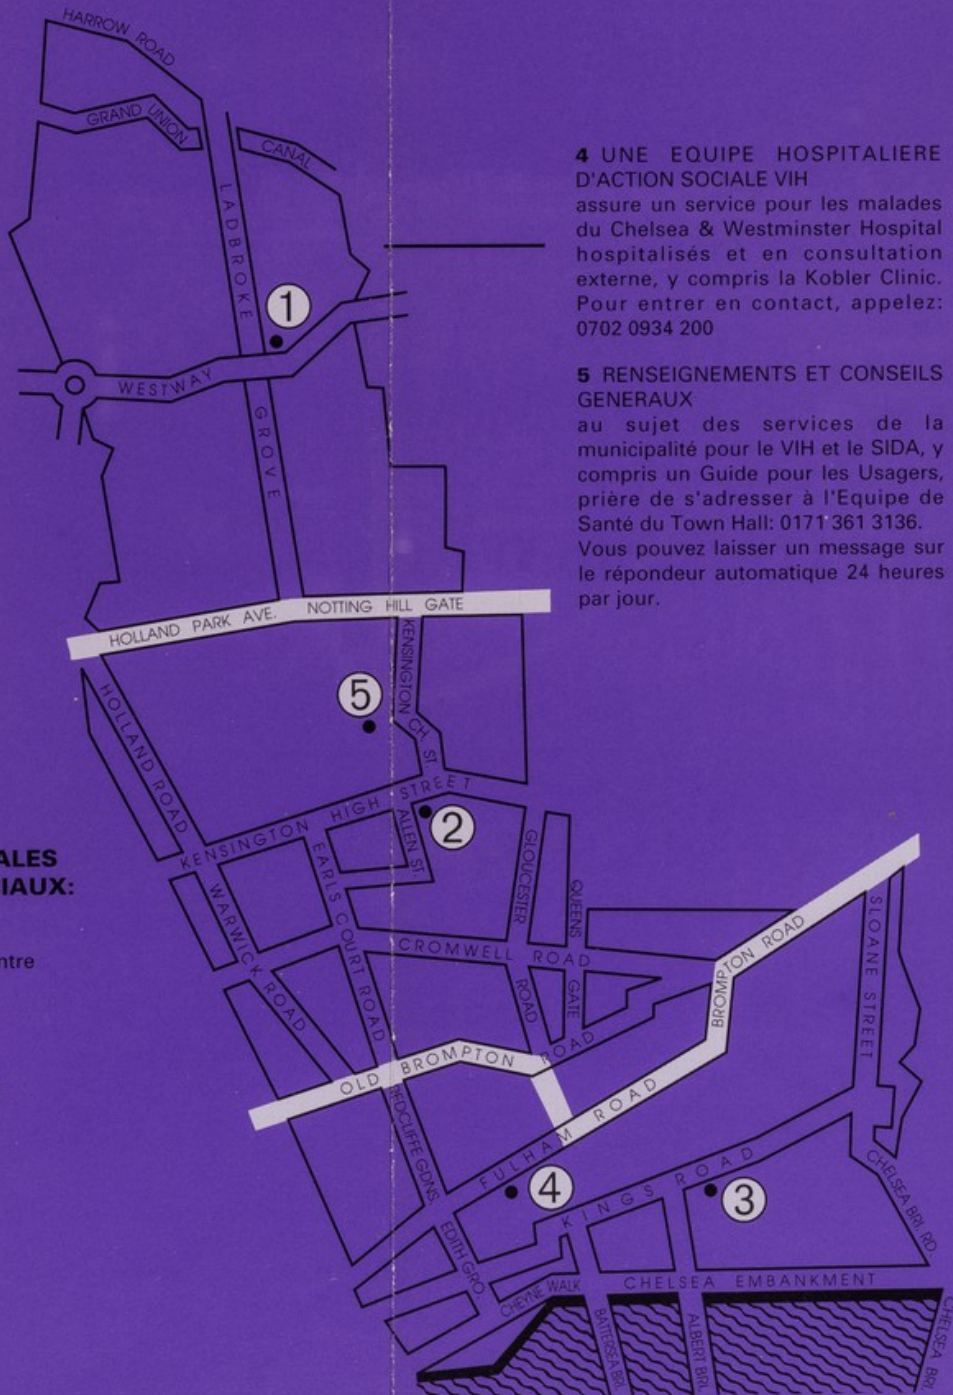 HARROW ROAD
GRAND UNION
CANAL
LADBROKE
GROVE
1
WESTWAY
4 UNE EQUIPE HOSPITALIERE
D'ACTION SOCIALE VIH
assure un service pour les malades
du Chelsea & Westminster Hospital
hospitalisés et en consultation
externe, y compris la Kobler Clinic.
Pour entrer en contact, appelez:
0702 0934 200
5 RENSEIGNEMENTS ET CONSEILS
GENERAUX
au sujet des services de la
municipalité pour le VIH et le SIDA, y
compris un Guide pour les Usagers,
prière de s'adresser à l'Equipe de
Santé du Town Hall: 0171 361 3136.
Vous pouvez laisser un message sur
le répondeur automatique 24 heures
par jour.
HOLLAND PARK AVE.
NOTTING HILL GATE
KENSINGTON CH. ST.
5
HOLLAND ROAD
KENSINGTON HIGH STREET
ALLEN ST.
2
EARLS COURT ROAD
GLOUCESTER ROAD
QUEENS GATE
ALES
IAUX:
ntre
WARWICK ROAD
CROMWELL ROAD
BROMPTON ROAD
SLOANE STREET
OLD BROMPTON ROAD
REDCLIFFE GDNS.
FULHAM ROAD
4
KINGS ROAD
3
CHELSEA BRI. RD.
EDITH GRO.
CHEYNE WALK
CHELSEA EMBANKMENT
BATTERSEA BRI.
ALBERT BRI.
CHELSEA BRI.